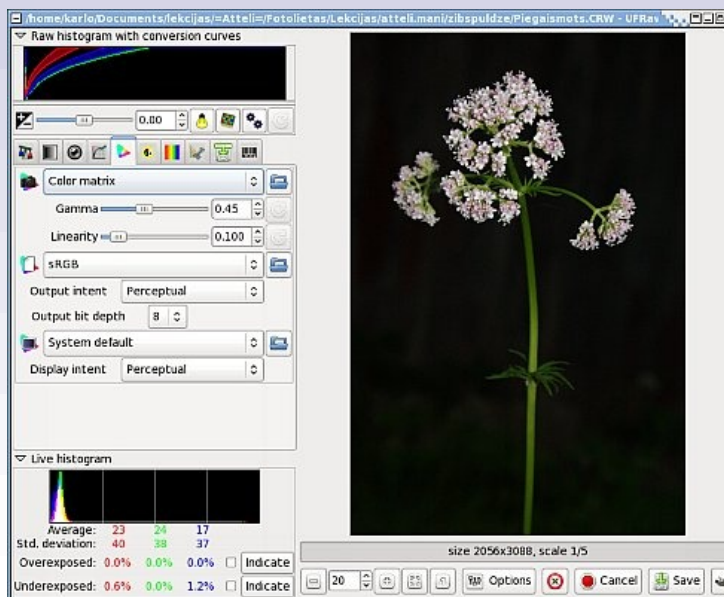 /home/karlo/Documents/lekcijas/=Atteli=/Fotolietas/Lekcijas/atteli.mani/zibspuldze/Piegaismots.CRW - UFRaw
Raw histogram with conversion curves
0.00
Color matrix
Gamma 0.45
Linearity 0.100
sRGB
Output intent Perceptual
Output bit depth 8
System default
Display intent Perceptual
Live histogram
Average: 23 24 17
Std. deviation: 40 38 37
Overexposed: 0.0% 0.0% 0.0% Indicate
Underexposed: 0.6% 0.0% 1.2% Indicate
size 2056x3088, scale 1/5
20 Options Cancel Save